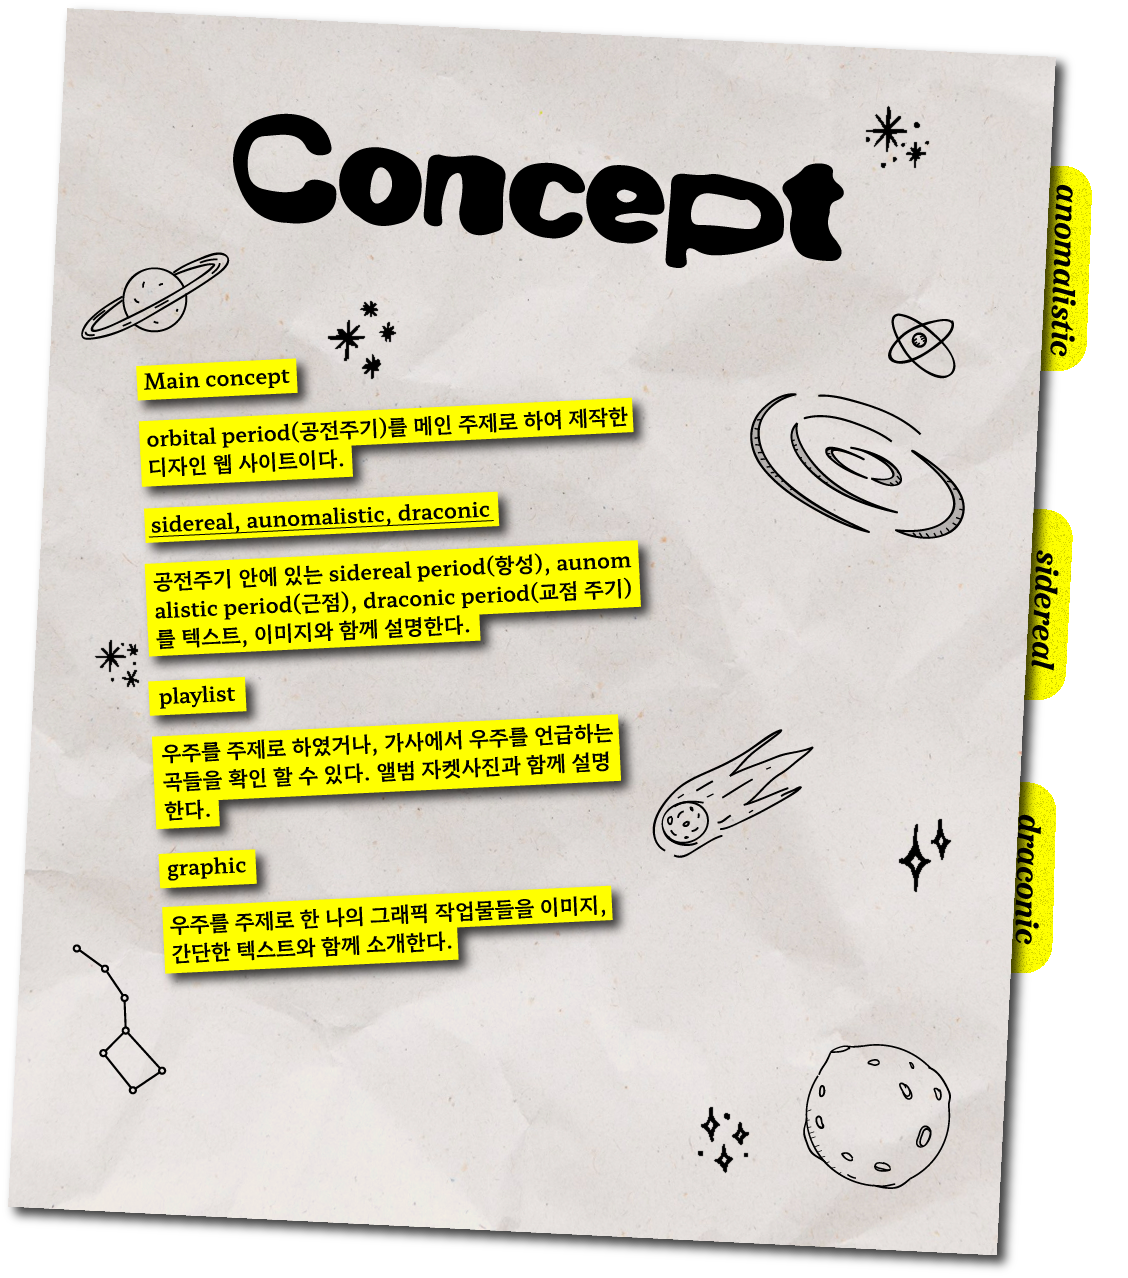 Concept
anomalistic
Main concept
orbital period(공전주기)를 메인 주제로 하여 제작한
디자인 웹 사이트이다.
sidereal, aunomalistic, draconic
공전주기 안에 있는 sidereal period(항성), aunom
alistic period(근점), draconic period(교점 주기)
를 텍스트, 이미지와 함께 설명한다.
sidereal
playlist
우주를 주제로 하였거나, 가사에서 우주를 언급하는
곡들을 확인 할 수 있다. 앨범 자켓사진과 함께 설명
한다.
draconic
graphic
우주를 주제로 한 나의 그래픽 작업물들을 이미지,
간단한 텍스트와 함께 소개한다.